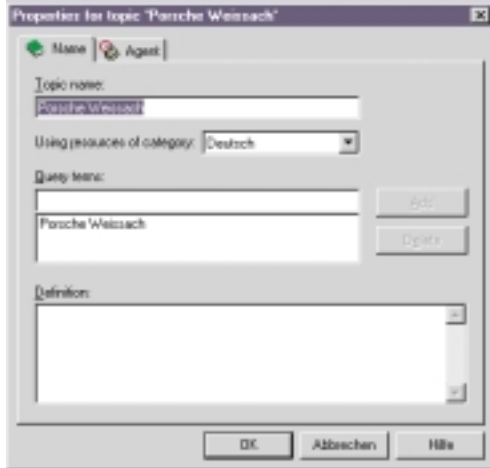 Properties for topic "Porsche Weissach"
Name Agent
Topic name:
Porsche Weissach
Using resources of category: Deutsch
Query terms:
Add
Porsche Weissach
Delete
Definition:
OK Abbrechen Hilfe